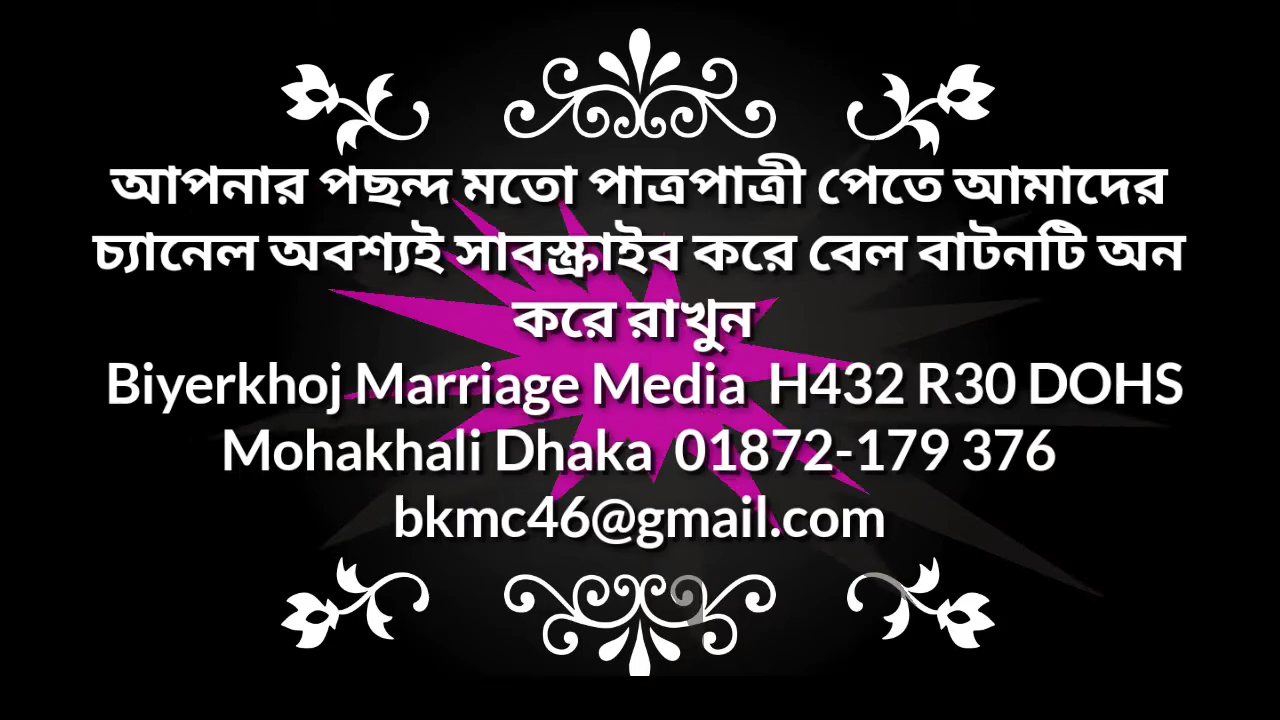 আপনার পছন্দ মতো পাত্রপাত্রী পেতে আমাদের
চ্যানেল অবশ্যই সাবস্ক্রাইব করে বেল বাটনটি অন
করে রাখুন
Biyerkhoj Marriage Media H432 R30 DOHS
Mohakhali Dhaka 01872-179 376
bkmc46@gmail.com